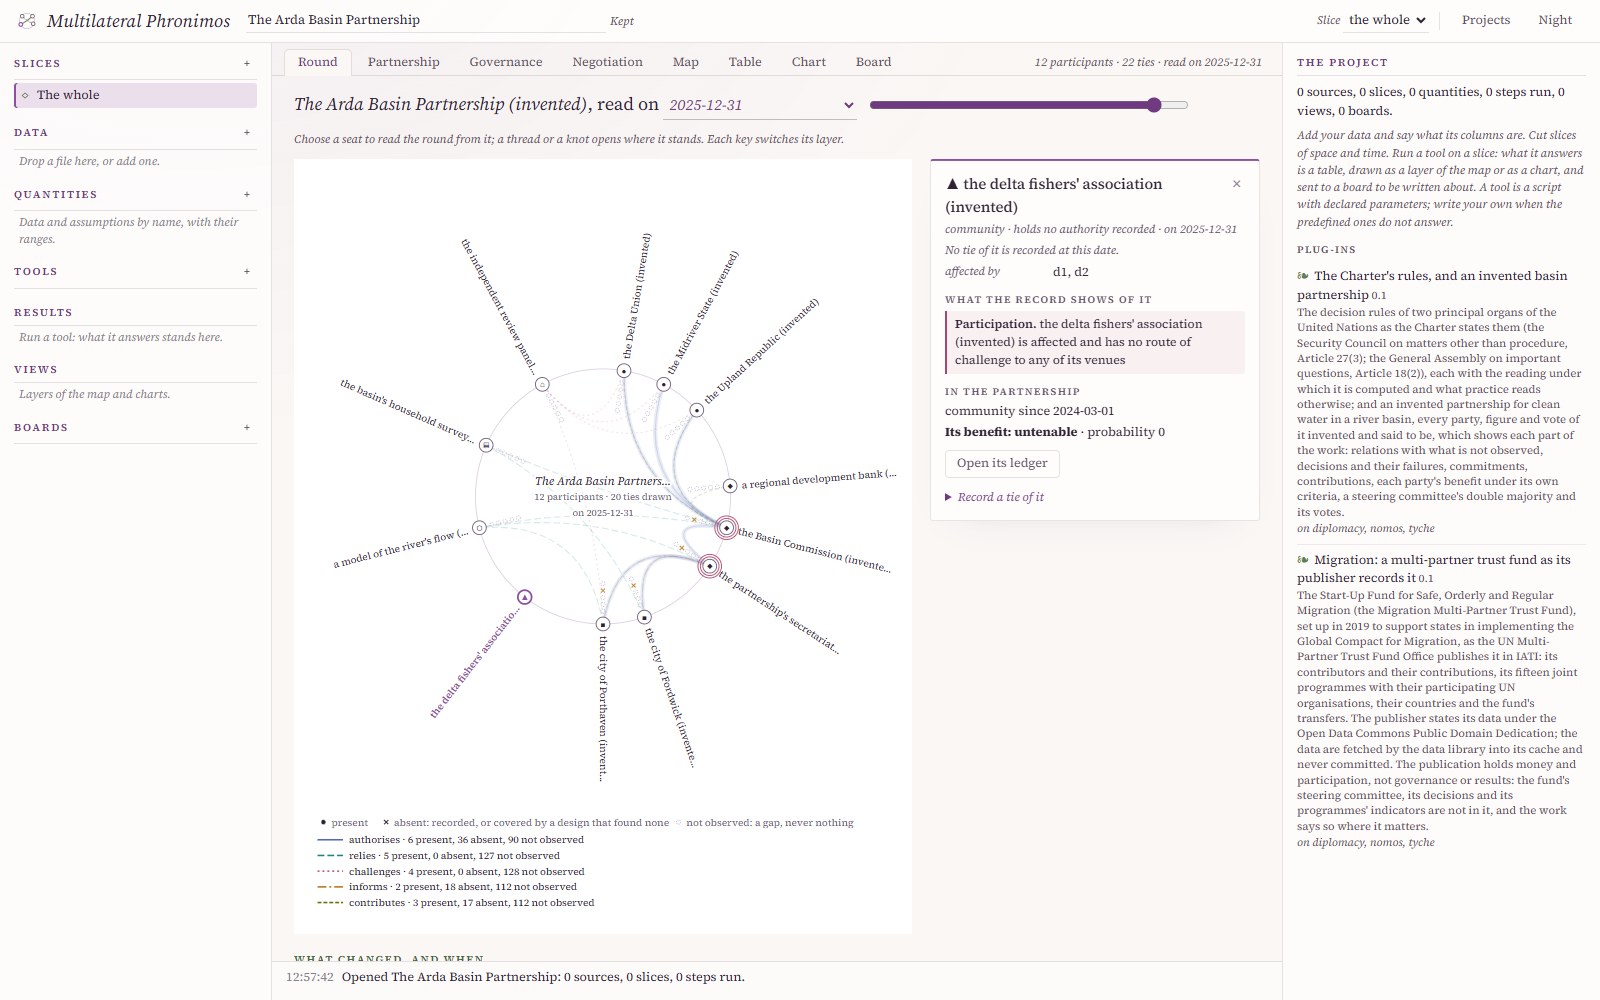 Multilateral Phronimos
The Arda Basin Partnership
Kept
Slice the whole
Projects
Night
SLICES +
The whole
DATA +
Drop a file here, or add one.
QUANTITIES +
Data and assumptions by name, with their
ranges.
TOOLS +
RESULTS
Run a tool: what it answers stands here.
VIEWS
Layers of the map and charts.
BOARDS +
Round
Partnership
Governance
Negotiation
Map
Table
Chart
Board
12 participants · 22 ties · read on 2025-12-31
The Arda Basin Partnership (invented), read on 2025-12-31
Choose a seat to read the round from it; a thread or a knot opens where it stands. Each key switches its layer.
the independent review panel...
the Delta Union (invented)
the Midriver State (invented)
the Upland Republic (invented)
the basin's household survey...
a regional development bank (...
The Arda Basin Partners...
12 participants · 20 ties drawn
on 2025-12-31
the Basin Commission (invente...
a model of the river's flow (...
the partnership's secretariat...
the delta fishers' associatio...
the city of Porthaven (invent...
the city of Fordwick (invente...
present × absent: recorded, or covered by a design that found none not observed: a gap, never nothing
authorises · 6 present, 36 absent, 90 not observed
relies · 5 present, 0 absent, 127 not observed
challenges · 4 present, 0 absent, 128 not observed
informs · 2 present, 18 absent, 112 not observed
contributes · 3 present, 17 absent, 112 not observed
WHAT CHANGED, AND WHEN
▲ the delta fishers' association ×
(invented)
community · holds no authority recorded · on 2025-12-31
No tie of it is recorded at this date.
affected by d1, d2
WHAT THE RECORD SHOWS OF IT
Participation. the delta fishers' association
(invented) is affected and has no route of
challenge to any of its venues
IN THE PARTNERSHIP
community since 2024-03-01
Its benefit: untenable · probability 0
Open its ledger
▶ Record a tie of it
12:57:42 Opened The Arda Basin Partnership: 0 sources, 0 slices, 0 steps run.
THE PROJECT
0 sources, 0 slices, 0 quantities, 0 steps run, 0
views, 0 boards.
Add your data and say what its columns are. Cut slices
of space and time. Run a tool on a slice: what it answers
is a table, drawn as a layer of the map or as a chart, and
sent to a board to be written about. A tool is a script
with declared parameters; write your own when the
predefined ones do not answer.
PLUG-INS
The Charter's rules, and an invented basin
partnership 0.1
The decision rules of two principal organs of the
United Nations as the Charter states them (the
Security Council on matters other than procedure,
Article 27(3); the General Assembly on important
questions, Article 18(2)), each with the reading under
which it is computed and what practice reads
otherwise; and an invented partnership for clean
water in a river basin, every party, figure and vote of
it invented and said to be, which shows each part of
the work: relations with what is not observed,
decisions and their failures, commitments,
contributions, each party's benefit under its own
criteria, a steering committee's double majority and
its votes.
on diplomacy, nomos, tyche
Migration: a multi-partner trust fund as its
publisher records it 0.1
The Start-Up Fund for Safe, Orderly and Regular
Migration (the Migration Multi-Partner Trust Fund),
set up in 2019 to support states in implementing the
Global Compact for Migration, as the UN Multi-
Partner Trust Fund Office publishes it in IATI: its
contributors and their contributions, its fifteen joint
programmes with their participating UN
organisations, their countries and the fund's
transfers. The publisher states its data under the
Open Data Commons Public Domain Dedication; the
data are fetched by the data library into its cache and
never committed. The publication holds money and
participation, not governance or results: the fund's
steering committee, its decisions and its
programmes' indicators are not in it, and the work
says so where it matters.
on diplomacy, nomos, tyche